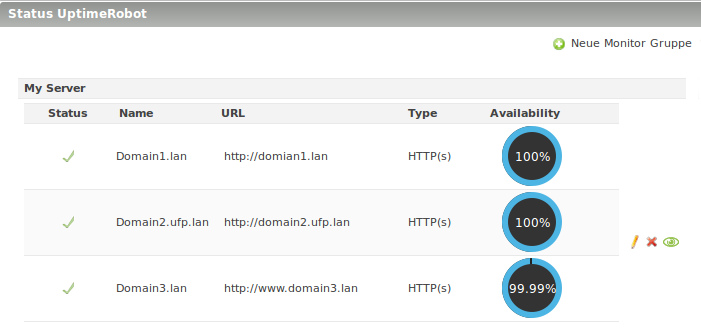 Status UptimeRobot
Neue Monitor Gruppe
My Server
Status Name URL Type Availability
Domain1.lan http://domian1.lan HTTP(s) 100%
Domain2.ufp.lan http://domain2.ufp.lan HTTP(s) 100%
Domain3.lan http://www.domain3.lan HTTP(s) 99.99%